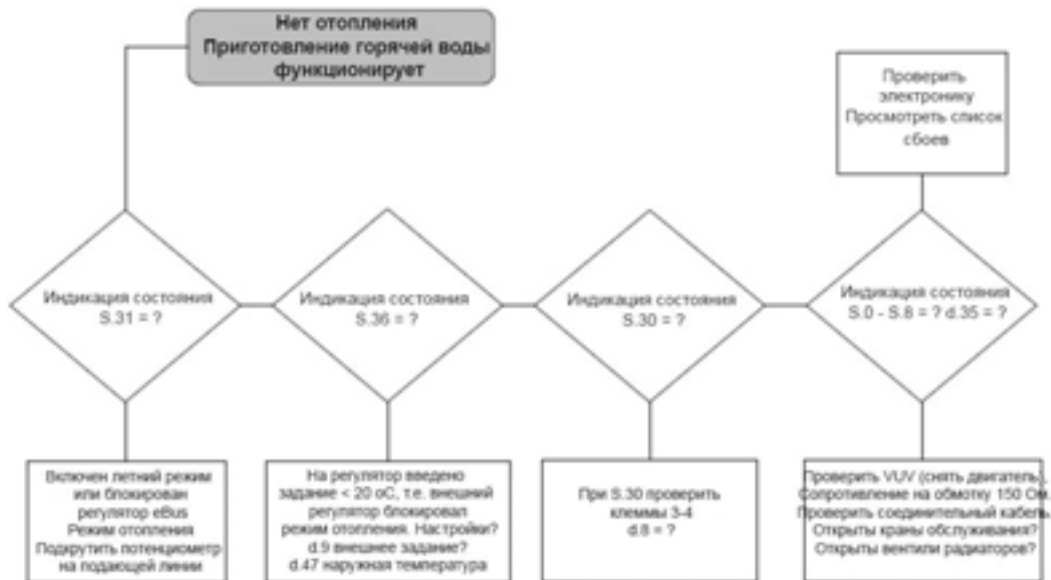 Нет отопления
Приготовление горячей воды
функционирует
Проверить
электронику
Просмотреть список
сбоев
Индикация состояния
S.31 = ?
Индикация состояния
S.36 = ?
Индикация состояния
S.30 = ?
Индикация состояния
S.0 - S.8 = ? d.35 = ?
Включен летний режим
или блокирован
регулятор eBus
Режим отопления
Подкрутить потенциометр
на подающей линии
На регулятор введено
задание < 20 оС, т.е. внешний
регулятор блокировал
режим отопления. Настройки?
d.9 внешнее задание?
d.47 наружная температура
При S.30 проверить
клеммы 3-4
d.8 = ?
Проверить VUV (снять двигатель),
Сопротивление на обмотку 150 Ом.
Проверить соединительный кабель.
Открыты краны обслуживания?
Открыты вентили радиаторов?